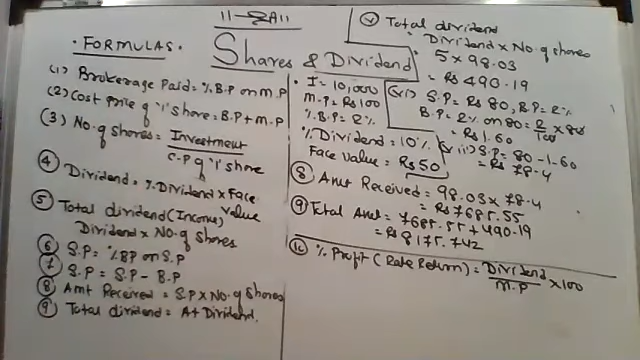 11-8A11
Shares & Dividend
• FORMULAS •
(1) Brokerage Paid = % B.P on M.P
(2) Cost Price of '1' share = B.P + M.P
(3) No. of shares = Investment
C.P of '1' share
④ Dividend = % Dividend x Face value
⑤ Total dividend (Income)
Dividend x No. of shares
⑥ S.P = % BP on S.P
⑦ S.P = S.P - B.P
⑧ Amt Received = S.P x No. of Shares
⑨ Total dividend = A + Dividend.
• I = 10,000
M.P = Rs 100
% B.P = 2%
% Dividend = 10%
Face value = Rs 50
(v) Total dividend
= Dividend x No. of shares
5 x 98.03
= Rs 490.19
(vi) S.P = Rs 80, B.P = 2%
B.P = 2% on 80 = 2/100 x 80
= Rs 1.60
(vii) S.P = 80 - 1.60
= Rs 78.4
⑧ Amt Received = 98.03 x 78.4
= Rs 7685.55
⑨ Total Amt = 7685.55 + 490.19
= Rs 8175.742
% Profit (Rate Return) = Dividend/M.P x 100